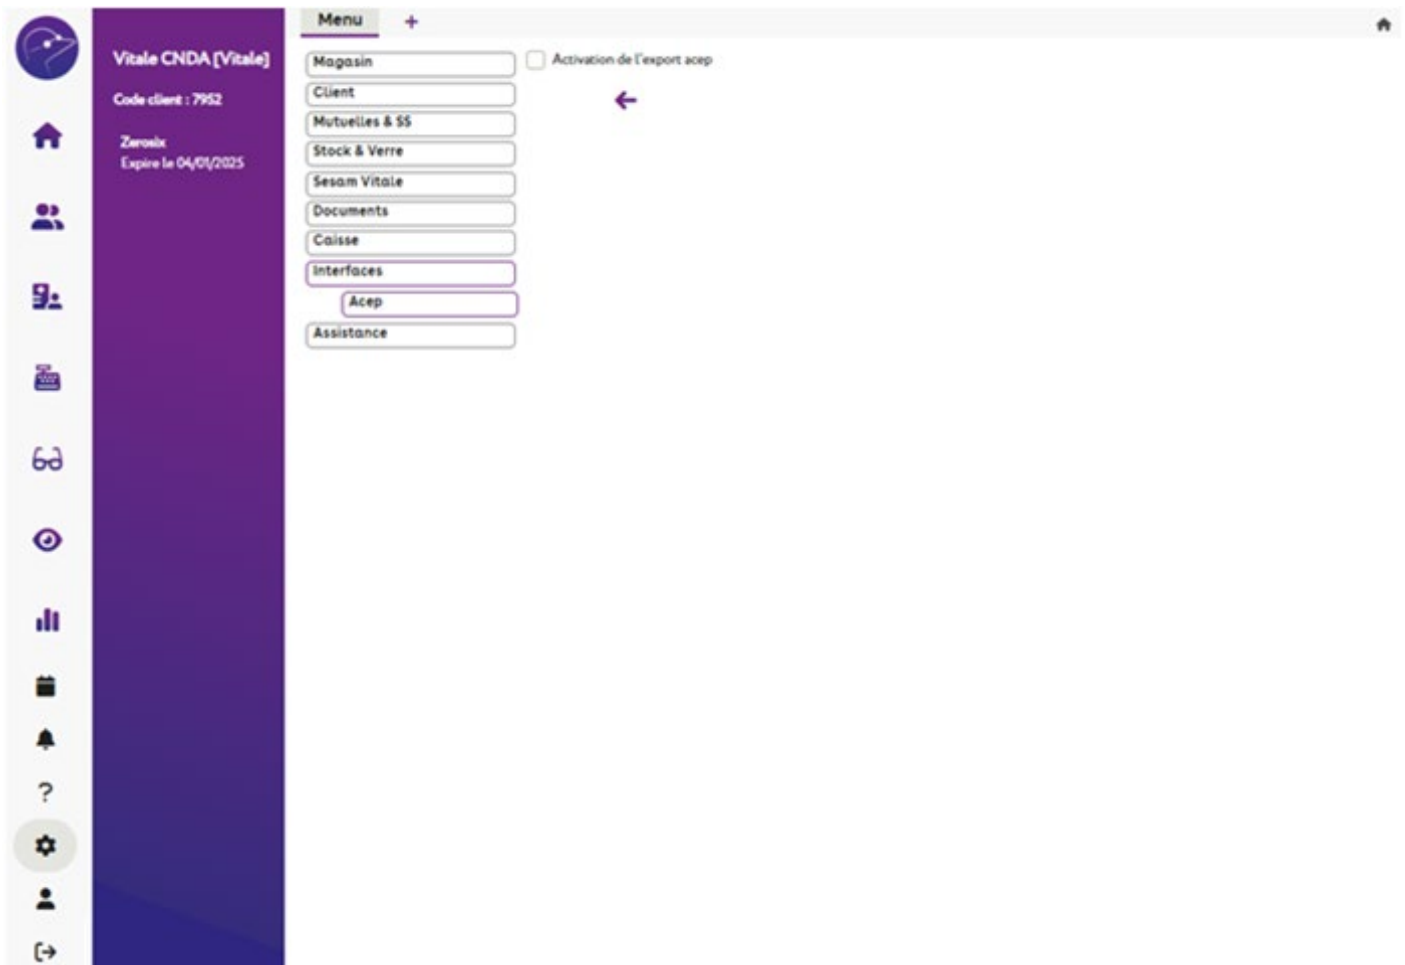 Menu +
Vitale CNDA [Vitale]
Code client : 7952
Zerosix
Expire le 04/01/2025
Magasin
Client
Mutuelles & SS
Stock & Verre
Sesam Vitale
Documents
Caisse
Interfaces
Acep
Assistance
Activation de l'export acep
?